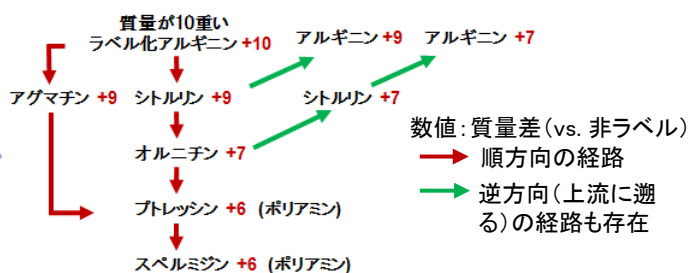 質量が10重い
ラベル化アルギニン +10
アルギニン +9
アルギニン +7
アグマチン +9
シトルリン +9
シトルリン +7
オルニチン +7
プトレッシン +6 (ポリアミン)
スペルミジン +6 (ポリアミン)
数値：質量差(vs. 非ラベル)
順方向の経路
逆方向(上流に遡
る)の経路も存在